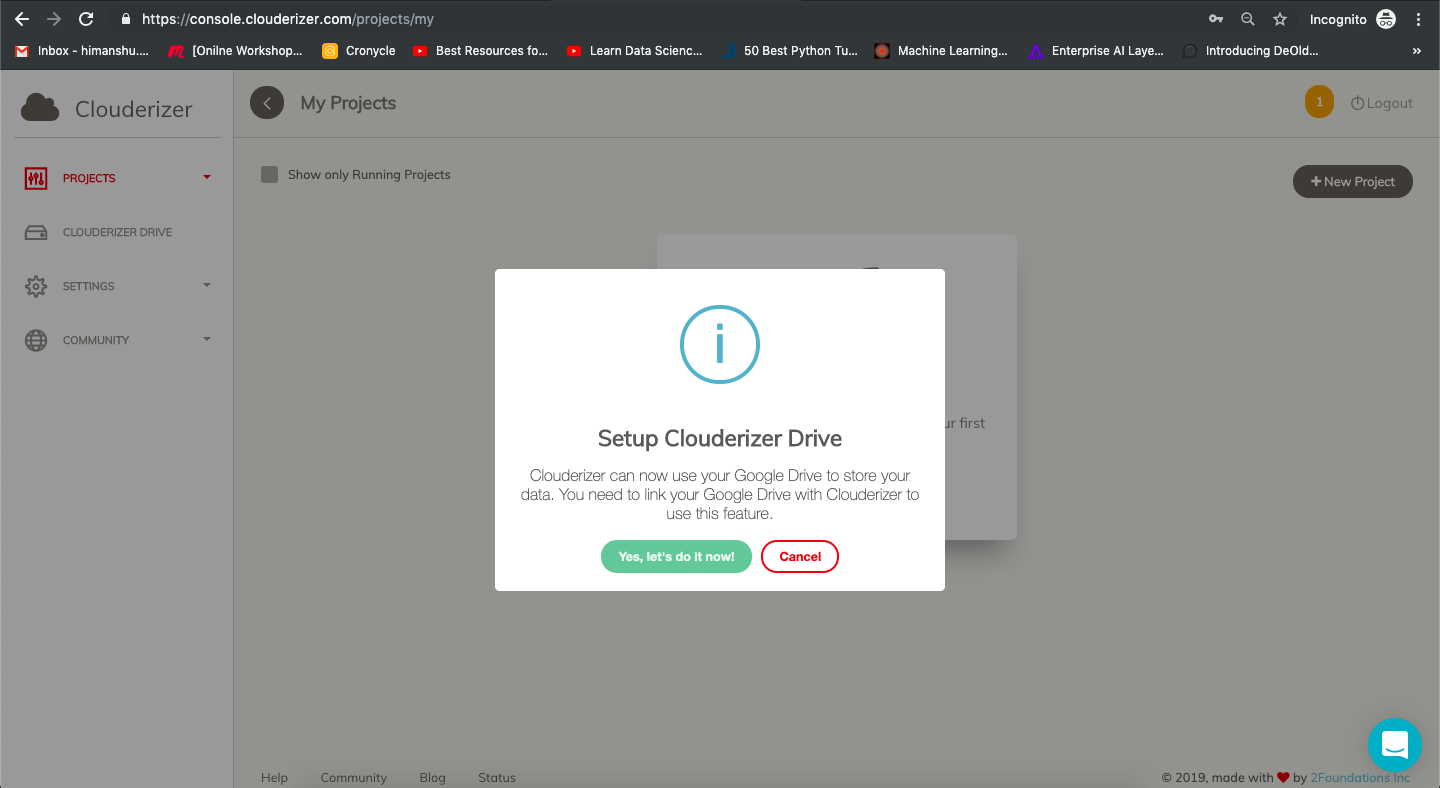 https://console.clouderizer.com/projects/my
Incognito
Inbox - himanshu....
[Onilne Workshop...
Cronycle
Best Resources fo...
Learn Data Scienc...
50 Best Python Tu...
Machine Learning...
Enterprise AI Laye...
Introducing DeOld...
»
Clouderizer
My Projects
1
Logout
PROJECTS
CLOUDERIZER DRIVE
SETTINGS
COMMUNITY
Show only Running Projects
+ New Project
first
i
Setup Clouderizer Drive
Clouderizer can now use your Google Drive to store your
data. You need to link your Google Drive with Clouderizer to
use this feature.
Yes, let's do it now!
Cancel
Help
Community
Blog
Status
© 2019, made with ♥ by 2Foundations Inc